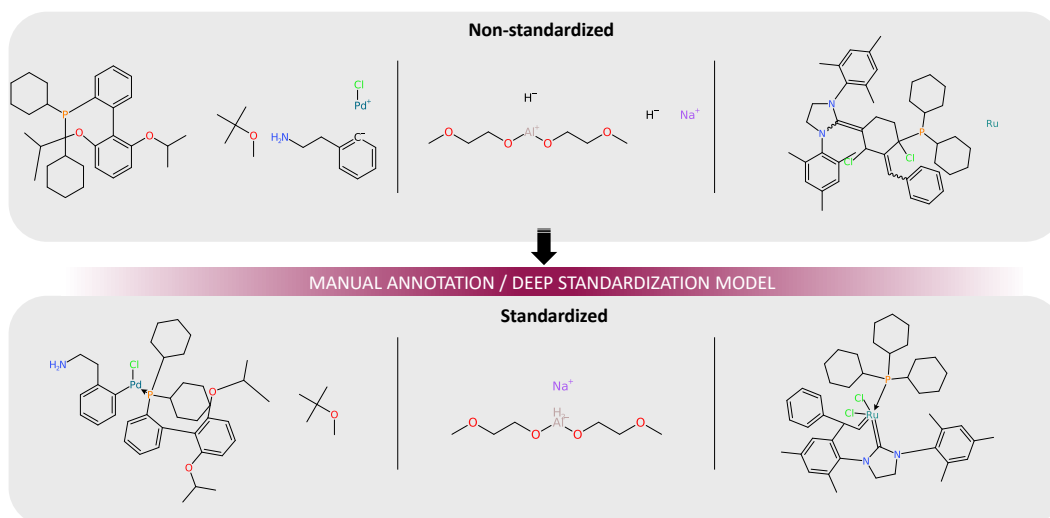 Non-standardized
P
O
O
O
H₂N
C⁻
Cl
Pd⁺
H⁻
H⁻
Na⁺
O
O
Al⁺
O
O
N
N
Cl
Cl
P
Ru
MANUAL ANNOTATION / DEEP STANDARDIZATION MODEL
Standardized
H₂N
Cl
Pd
P
O
O
O
Na⁺
H₂
Al⁻
O
O
O
O
P
Cl
Cl
Ru
N
N